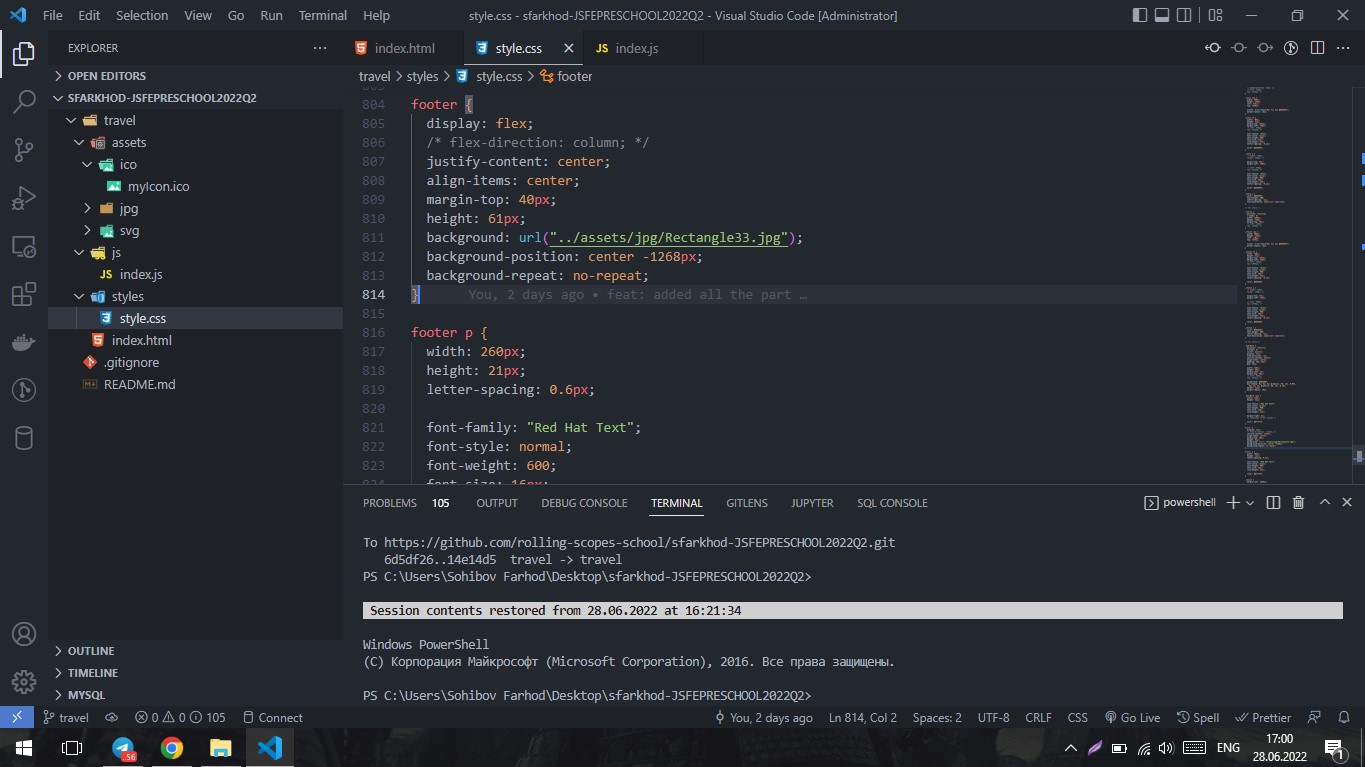 File Edit Selection View Go Run Terminal Help style.css - sfarkhod-JSFEPRESCHOOL2022Q2 - Visual Studio Code [Administrator]
EXPLORER ···
OPEN EDITORS
SFARKHOD-JSFEPRESCHOOL2022Q2
travel
assets
ico
myIcon.ico
jpg
svg
js
JS index.js
styles
style.css
index.html
.gitignore
README.md
OUTLINE
TIMELINE
MYSQL
index.html style.css JS index.js
travel > styles > style.css > footer
804 footer {
805 display: flex;
806 /* flex-direction: column; */
807 justify-content: center;
808 align-items: center;
809 margin-top: 40px;
810 height: 61px;
811 background: url("../assets/jpg/Rectangle33.jpg");
812 background-position: center -1268px;
813 background-repeat: no-repeat;
814 } You, 2 days ago • feat: added all the part …
815
816 footer p {
817 width: 260px;
818 height: 21px;
819 letter-spacing: 0.6px;
820
821 font-family: "Red Hat Text";
822 font-style: normal;
823 font-weight: 600;
824 font-size: 16px;
PROBLEMS 105 OUTPUT DEBUG CONSOLE TERMINAL GITLENS JUPYTER SQL CONSOLE powershell
To https://github.com/rolling-scopes-school/sfarkhod-JSFEPRESCHOOL2022Q2.git
6d5df26..14e14d5 travel -> travel
PS C:\Users\Sohibov Farhod\Desktop\sfarkhod-JSFEPRESCHOOL2022Q2>
Session contents restored from 28.06.2022 at 16:21:34
Windows PowerShell
(C) Корпорация Майкрософт (Microsoft Corporation), 2016. Все права защищены.
PS C:\Users\Sohibov Farhod\Desktop\sfarkhod-JSFEPRESCHOOL2022Q2>
travel 0 0 105 Connect You, 2 days ago Ln 814, Col 2 Spaces: 2 UTF-8 CRLF CSS Go Live Spell Prettier
56 ENG 17:00
28.06.2022 1